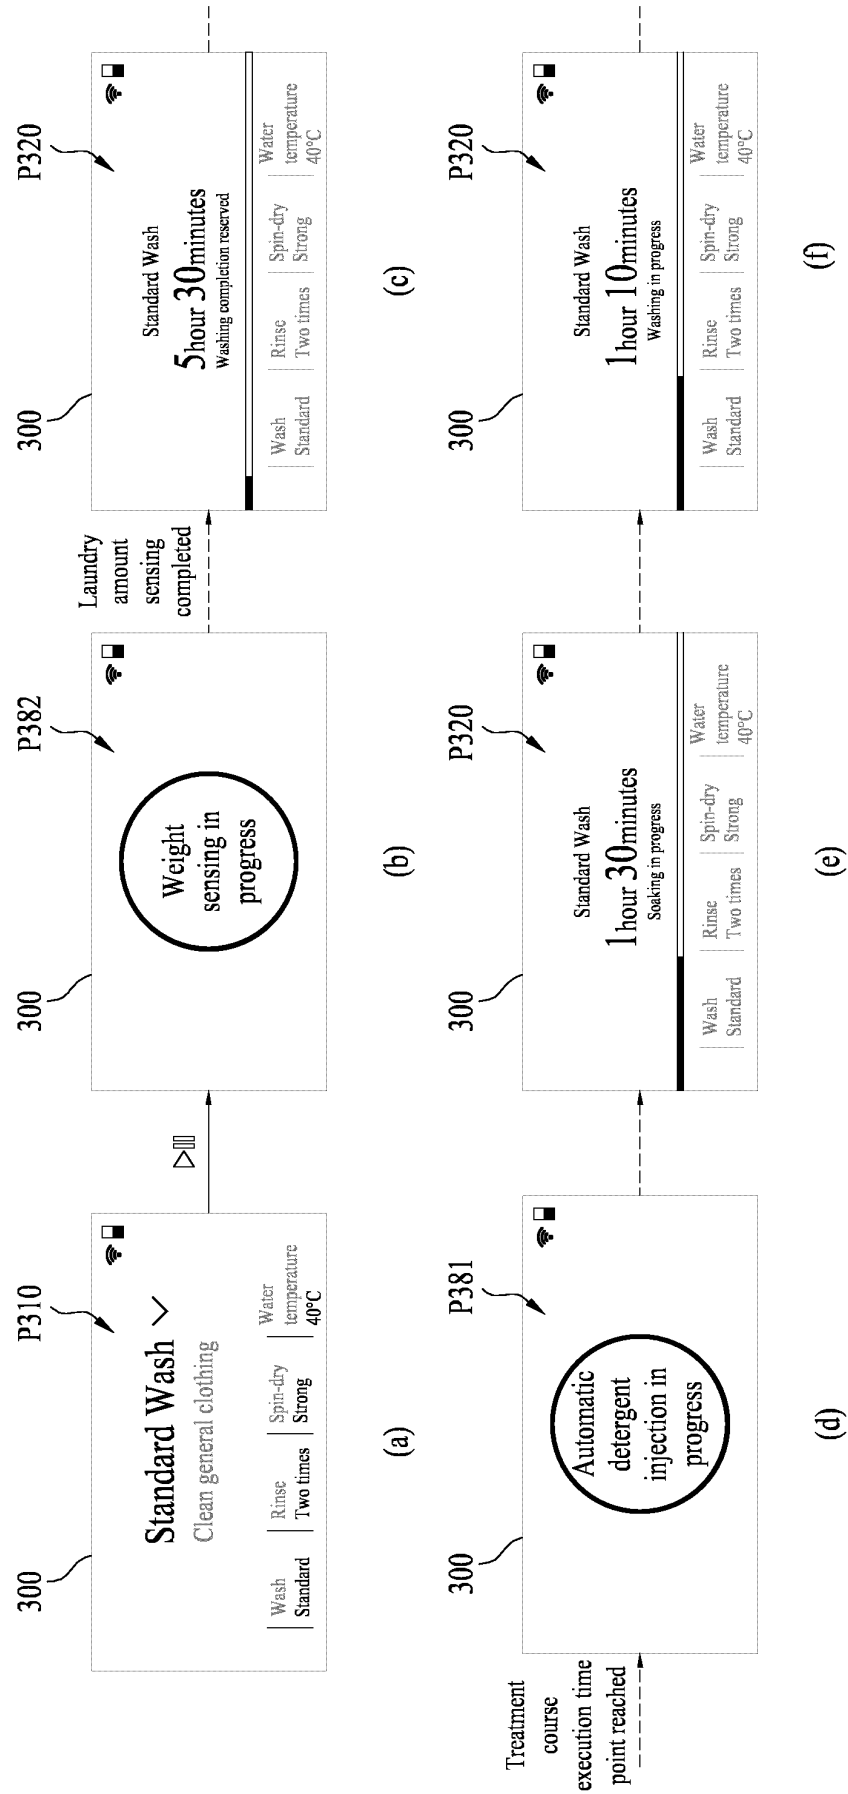 300
P310
Standard Wash
Clean general clothing
Wash
Standard
Rinse
Two times
Spin-dry
Strong
Water
temperature
40°C
(a)
300
P382
Weight
sensing in
progress
(b)
Laundry
amount
sensing
completed
300
P320
Standard Wash
5hour 30minutes
Washing completion reserved
Wash
Standard
Rinse
Two times
Spin-dry
Strong
Water
temperature
40°C
(c)
Treatment
course
execution time
point reached
300
P381
Automatic
detergent
injection in
progress
(d)
300
P320
Standard Wash
1hour 30minutes
Soaking in progress
Wash
Standard
Rinse
Two times
Spin-dry
Strong
Water
temperature
40°C
(e)
300
P320
Standard Wash
1hour 10minutes
Washing in progress
Wash
Standard
Rinse
Two times
Spin-dry
Strong
Water
temperature
40°C
(f)